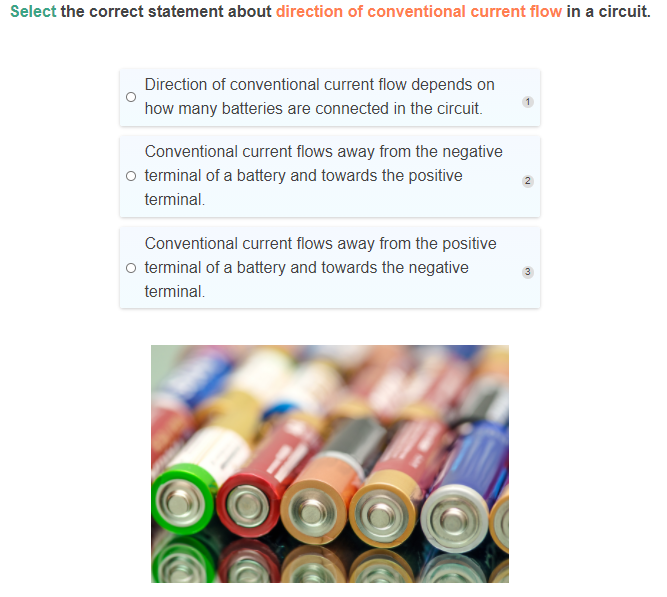 Select the correct statement about direction of conventional current flow in a circuit.
Direction of conventional current flow depends on
how many batteries are connected in the circuit.
1
Conventional current flows away from the negative
terminal of a battery and towards the positive
terminal.
2
Conventional current flows away from the positive
terminal of a battery and towards the negative
terminal.
3